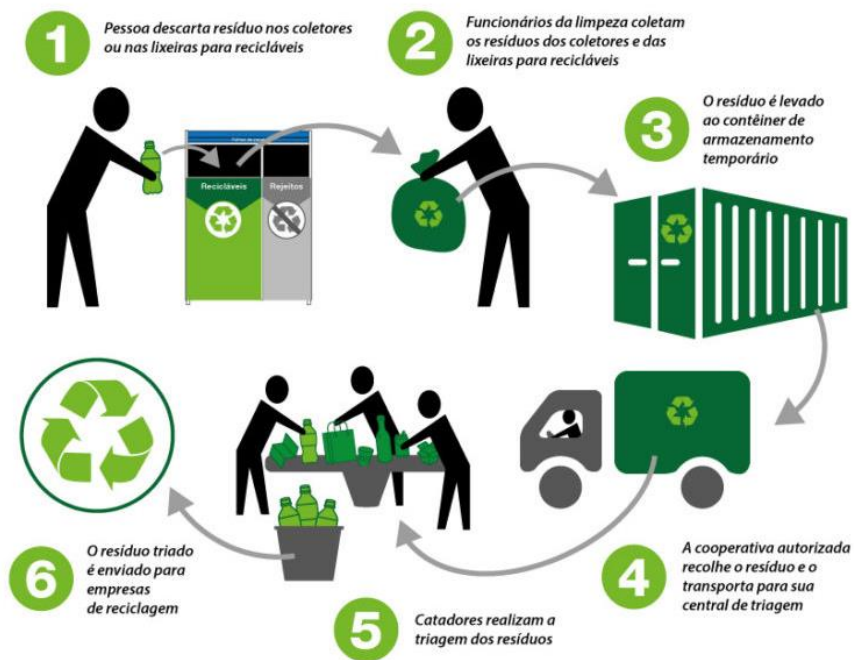 1
Pessoa descarta resíduo nos coletores
ou nas lixeiras para recicláveis
2
Funcionários da limpeza coletam
os resíduos dos coletores e das
lixeiras para recicláveis
3
O resíduo é levado
ao contêiner de
armazenamento
temporário
Recicláveis
Rejeitos
4
A cooperativa autorizada
recolhe o resíduo e o
transporta para sua
central de triagem
5
Catadores realizam a
triagem dos resíduos
6
O resíduo triado
é enviado para
empresas
de reciclagem